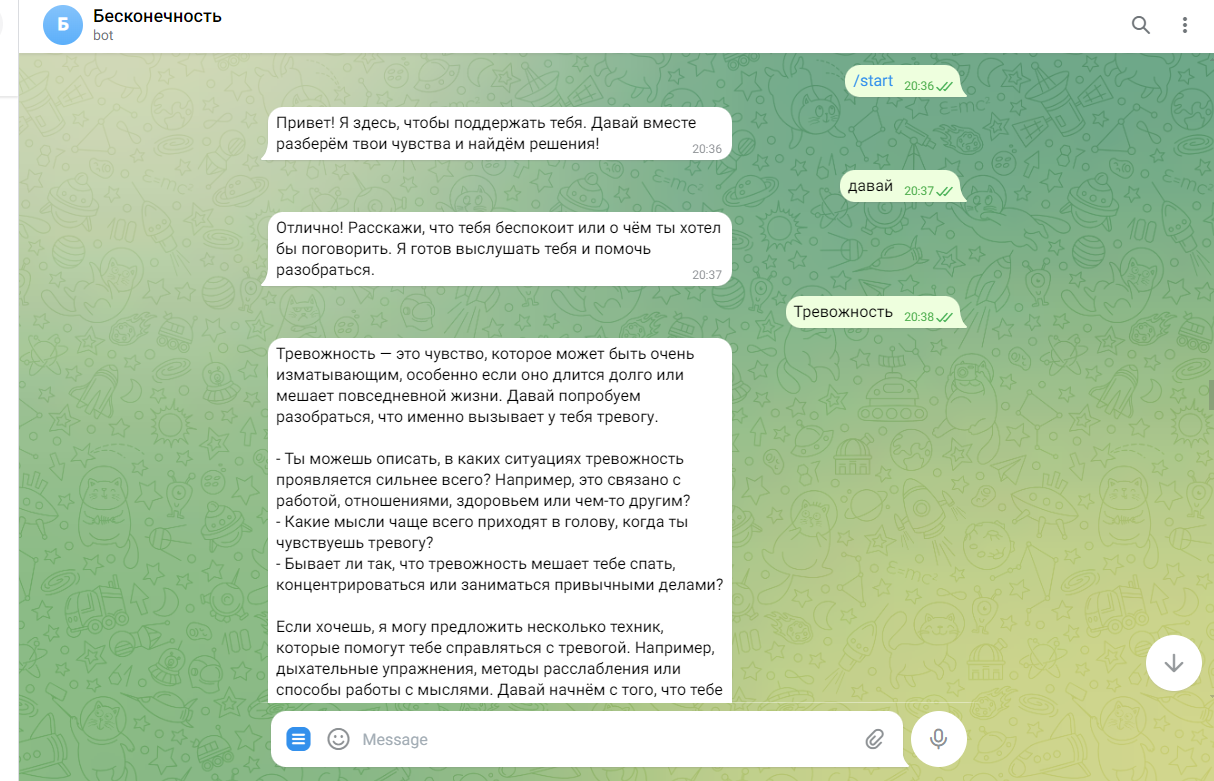 Б
Бесконечность
bot
/start 20:36
Привет! Я здесь, чтобы поддержать тебя. Давай вместе
разберём твои чувства и найдём решения!
20:36
давай 20:37
Отлично! Расскажи, что тебя беспокоит или о чём ты хотел
бы поговорить. Я готов выслушать тебя и помочь
разобраться.
20:37
Тревожность 20:38
Тревожность — это чувство, которое может быть очень
изматывающим, особенно если оно длится долго или
мешает повседневной жизни. Давай попробуем
разобраться, что именно вызывает у тебя тревогу.
- Ты можешь описать, в каких ситуациях тревожность
проявляется сильнее всего? Например, это связано с
работой, отношениями, здоровьем или чем-то другим?
- Какие мысли чаще всего приходят в голову, когда ты
чувствуешь тревогу?
- Бывает ли так, что тревожность мешает тебе спать,
концентрироваться или заниматься привычными делами?
Если хочешь, я могу предложить несколько техник,
которые помогут тебе справляться с тревогой. Например,
дыхательные упражнения, методы расслабления или
способы работы с мыслями. Давай начнём с того, что тебе
Message